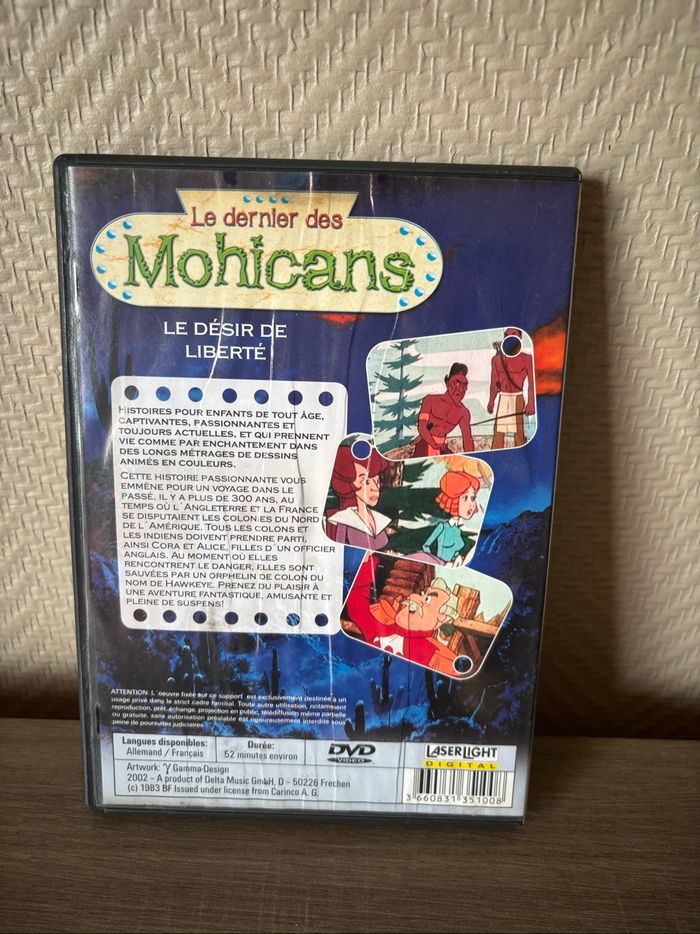 Le dernier des
Mohicans
LE DÉSIR DE
LIBERTÉ
HISTOIRES POUR ENFANTS DE TOUT ÂGE,
CAPTIVANTES, PASSIONNANTES ET
TOUJOURS ACTUELLES, ET QUI PRENNENT
VIE COMME PAR ENCHANTEMENT DANS
DES LONGS MÉTRAGES DE DESSINS
ANIMÉS EN COULEURS.
CETTE HISTOIRE PASSIONNANTE VOUS
EMMÈNE POUR UN VOYAGE DANS LE
PASSÉ, IL Y A PLUS DE 300 ANS, AU
TEMPS OÙ L´ANGLETERRE ET LA FRANCE
SE DISPUTAIENT LES COLONIES DU NORD
DE L´AMÉRIQUE. TOUS LES COLONS ET
LES INDIENS DOIVENT PRENDRE PARTI,
AINSI CORA ET ALICE, FILLES D´UN OFFICIER
ANGLAIS. AU MOMENT OÙ ELLES
RENCONTRENT LE DANGER, ELLES SONT
SAUVÉES PAR UN ORPHELIN DE COLON DU
NOM DE HAWKEYE. PRENEZ DU PLAISIR À
UNE AVENTURE FANTASTIQUE, AMUSANTE ET
PLEINE DE SUSPENS!
ATTENTION. L´oeuvre fixée sur ce support est exclusivement destinée à un
usage privé dans le strict cadre familial. Toute autre utilisation, notamment
reproduction, prêt, échange, projection en public, télédiffusion même partielle
ou gratuite, sans autorisation préalable est rigoureusement interdite sous
peine de poursuites judiciaires.
Langues disponibles:
Allemand / Français
Durée:
52 minutes environ
DVD
VIDEO
LASERLIGHT
DIGITAL
Artwork: γ Gamma-Design
2002 – A product of Delta Music GmbH, D – 50226 Frechen
(c) 1983 BF Issued under license from Carinco A. G.
3 660831 351008